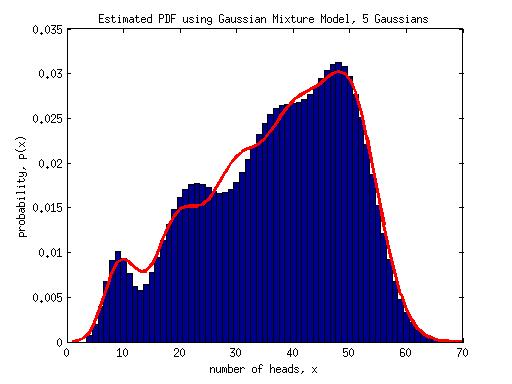 Estimated PDF using Gaussian Mixture Model, 5 Gaussians
0.035
0.03
0.025
0.02
0.015
0.01
0.005
0
probability, p(x)
0 10 20 30 40 50 60 70
number of heads, x